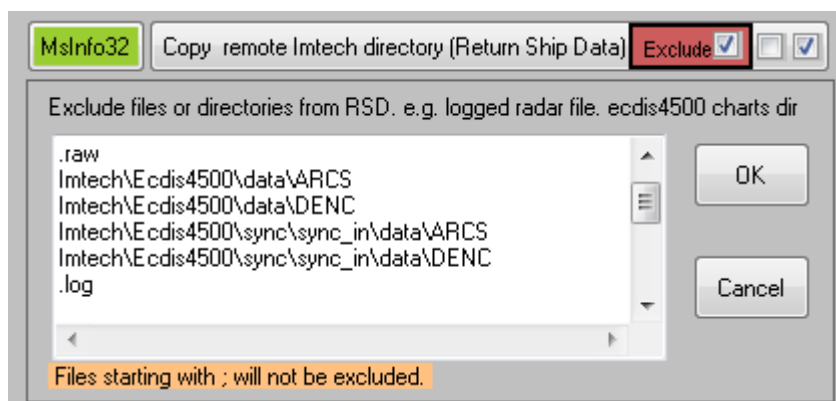 MsInfo32 Copy remote Imtech directory (Return Ship Data) Exclude
Exclude files or directories from RSD. e.g. logged radar file. ecdis4500 charts dir
.raw
Imtech\Ecdis4500\data\ARCS
Imtech\Ecdis4500\data\DENC
Imtech\Ecdis4500\sync\sync_in\data\ARCS
Imtech\Ecdis4500\sync\sync_in\data\DENC
.log
OK
Cancel
Files starting with ; will not be excluded.